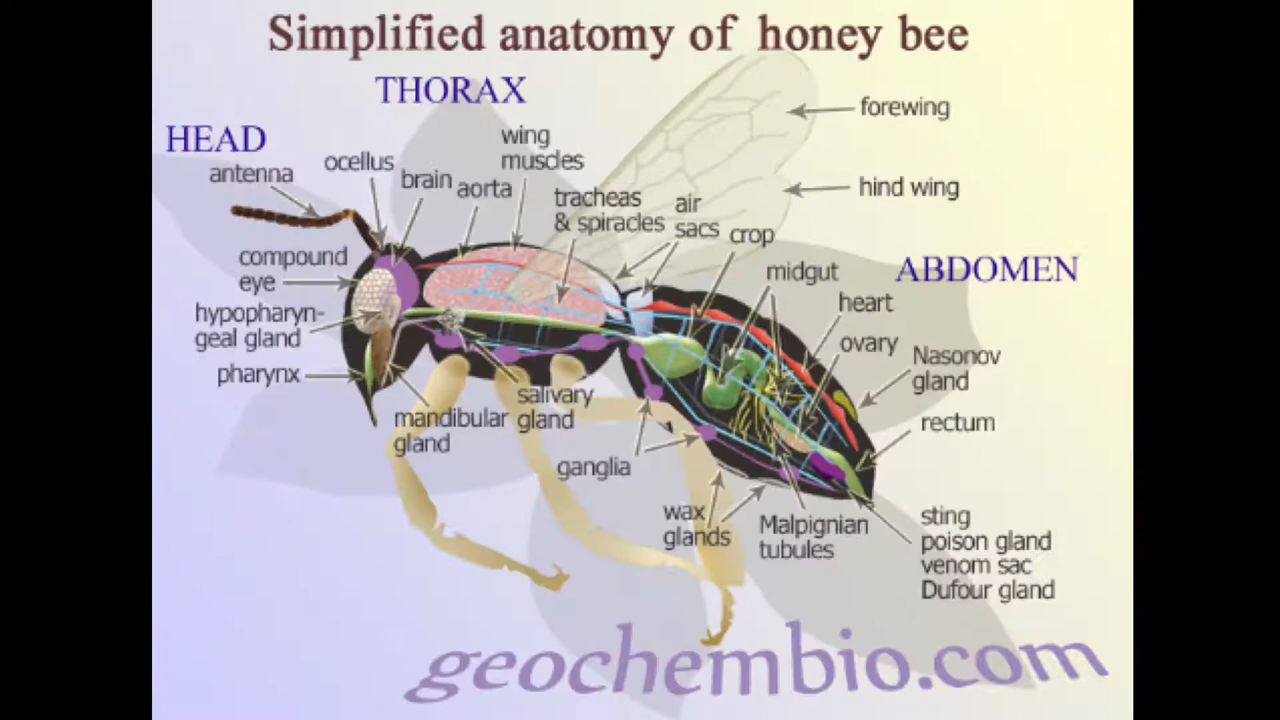 Simplified anatomy of honey bee
THORAX
HEAD
antenna
ocellus
brain
aorta
wing
muscles
tracheas
& spiracles
air
sacs
crop
midgut
forewing
hind wing
ABDOMEN
heart
ovary
Nasonov
gland
rectum
compound
eye
hypopharyn-
geal gland
pharynx
mandibular
gland
salivary
gland
ganglia
wax
glands
Malpignian
tubules
sting
poison gland
venom sac
Dufour gland
geochembio.com